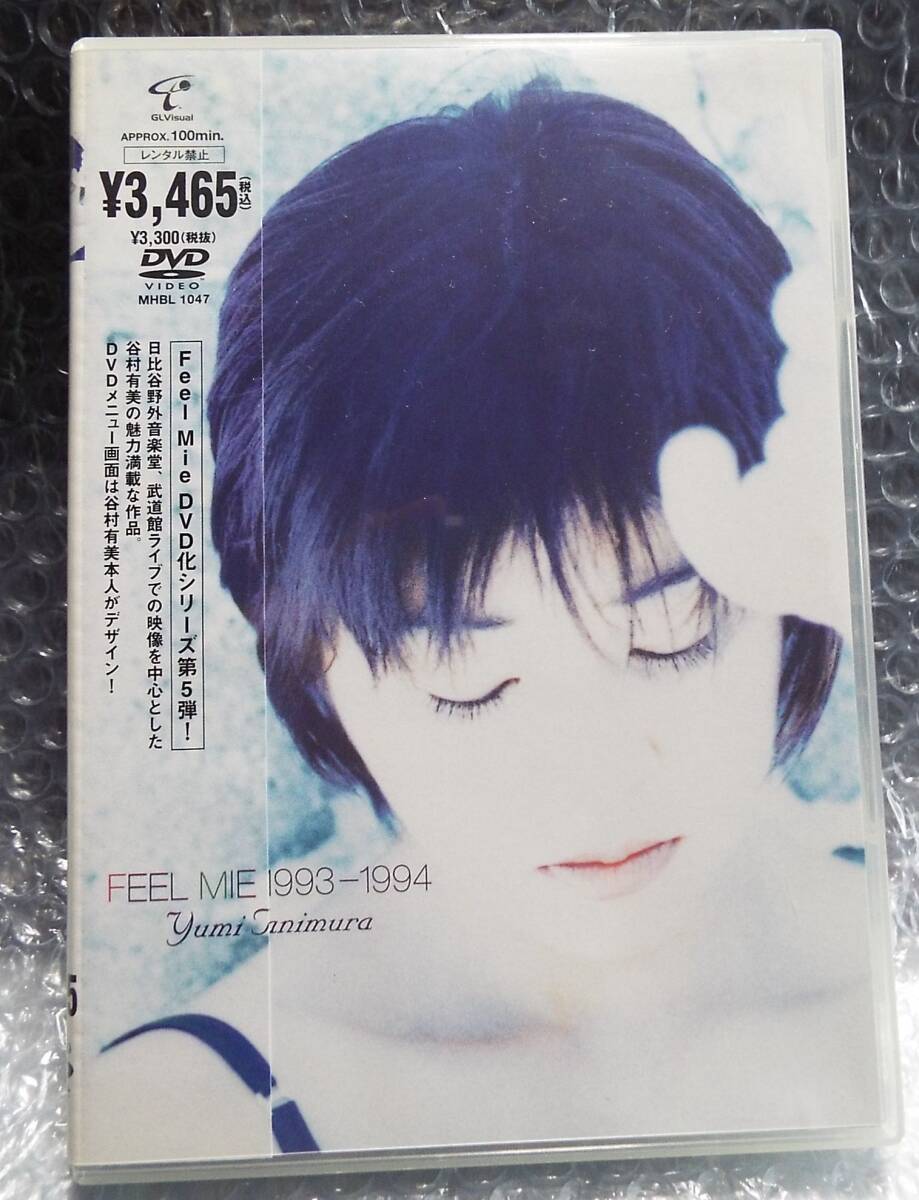 GLVisual
APPROX.100min.
レンタル禁止
¥3,465(税込)
¥3,300(税抜)
DVD
VIDEO™
MHBL 1047
Feel Mie DVD化シリーズ第5弾!
日比谷野外音楽堂、武道館ライブでの映像を中心とした
谷村有美の魅力満載な作品。
DVDメニュー画面は谷村有美本人がデザイン!
FEEL MIE 1993-1994
Yumi Tanimura